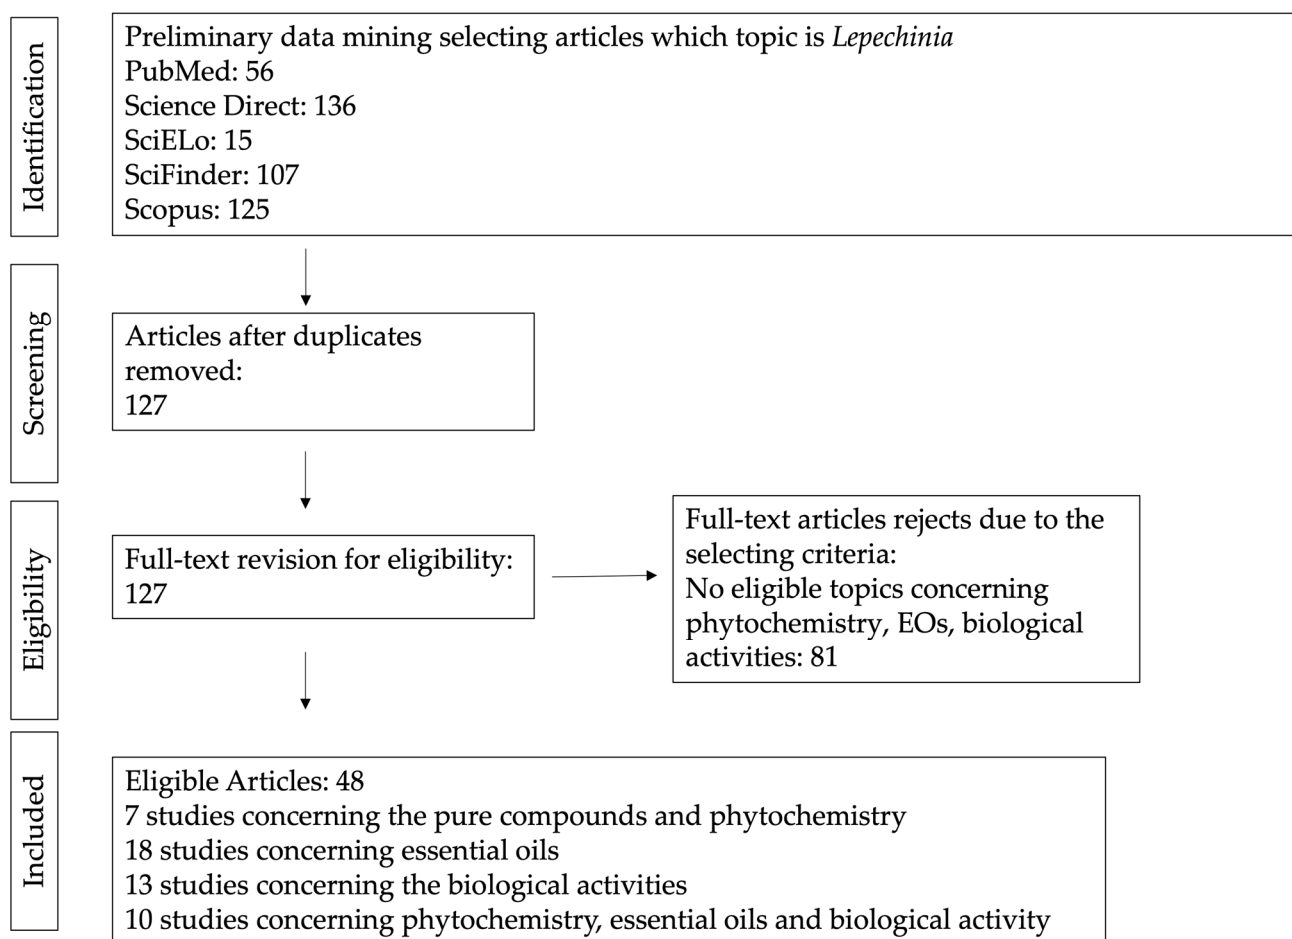 Identification
Preliminary data mining selecting articles which topic is Lepechinia
PubMed: 56
Science Direct: 136
SciELo: 15
SciFinder: 107
Scopus: 125
Screening
Articles after duplicates
removed:
127
Eligibility
Full-text revision for eligibility:
127
Full-text articles rejects due to the
selecting criteria:
No eligible topics concerning
phytochemistry, EOs, biological
activities: 81
Included
Eligible Articles: 48
7 studies concerning the pure compounds and phytochemistry
18 studies concerning essential oils
13 studies concerning the biological activities
10 studies concerning phytochemistry, essential oils and biological activity